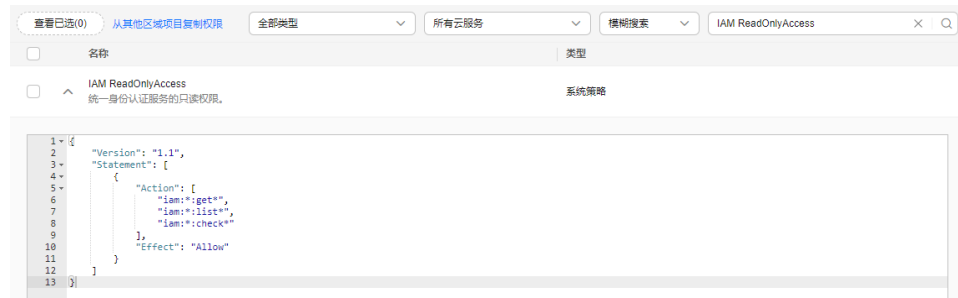 查看已选(0) 从其他区域项目复制权限 全部类型 所有云服务 模糊搜索 IAM ReadOnlyAccess
名称 类型
IAM ReadOnlyAccess
统一身份认证服务的只读权限。
系统策略
1 {
2 "Version": "1.1",
3 "Statement": [
4 {
5 "Action": [
6 "iam:*:get*",
7 "iam:*:list*",
8 "iam:*:check*"
9 ],
10 "Effect": "Allow"
11 }
12 ]
13 }